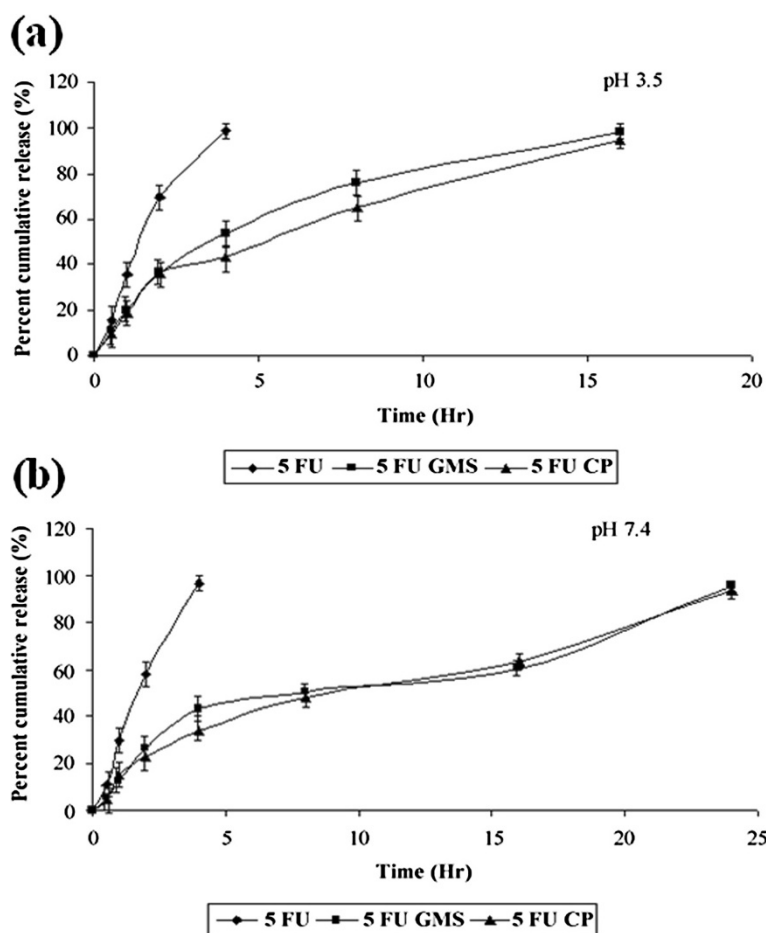 (a)
pH 3.5
Percent cumulative release (%)
120
100
80
60
40
20
0
0 5 10 15 20
Time (Hr)
5 FU 5 FU GMS 5 FU CP
(b)
pH 7.4
Percent cumulative release (%)
120
100
80
60
40
20
0
0 5 10 15 20 25
Time (Hr)
5 FU 5 FU GMS 5 FU CP